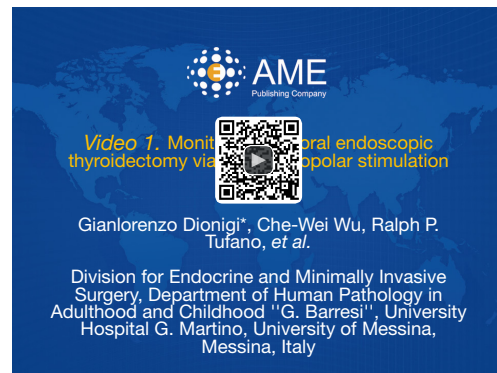 E AME
Publishing Company
Video 1. Monit oral endoscopic
thyroidectomy via opolar stimulation
Gianlorenzo Dionigi*, Che-Wei Wu, Ralph P.
Tufano, et al.
Division for Endocrine and Minimally Invasive
Surgery, Department of Human Pathology in
Adulthood and Childhood ''G. Barresi'', University
Hospital G. Martino, University of Messina,
Messina, Italy